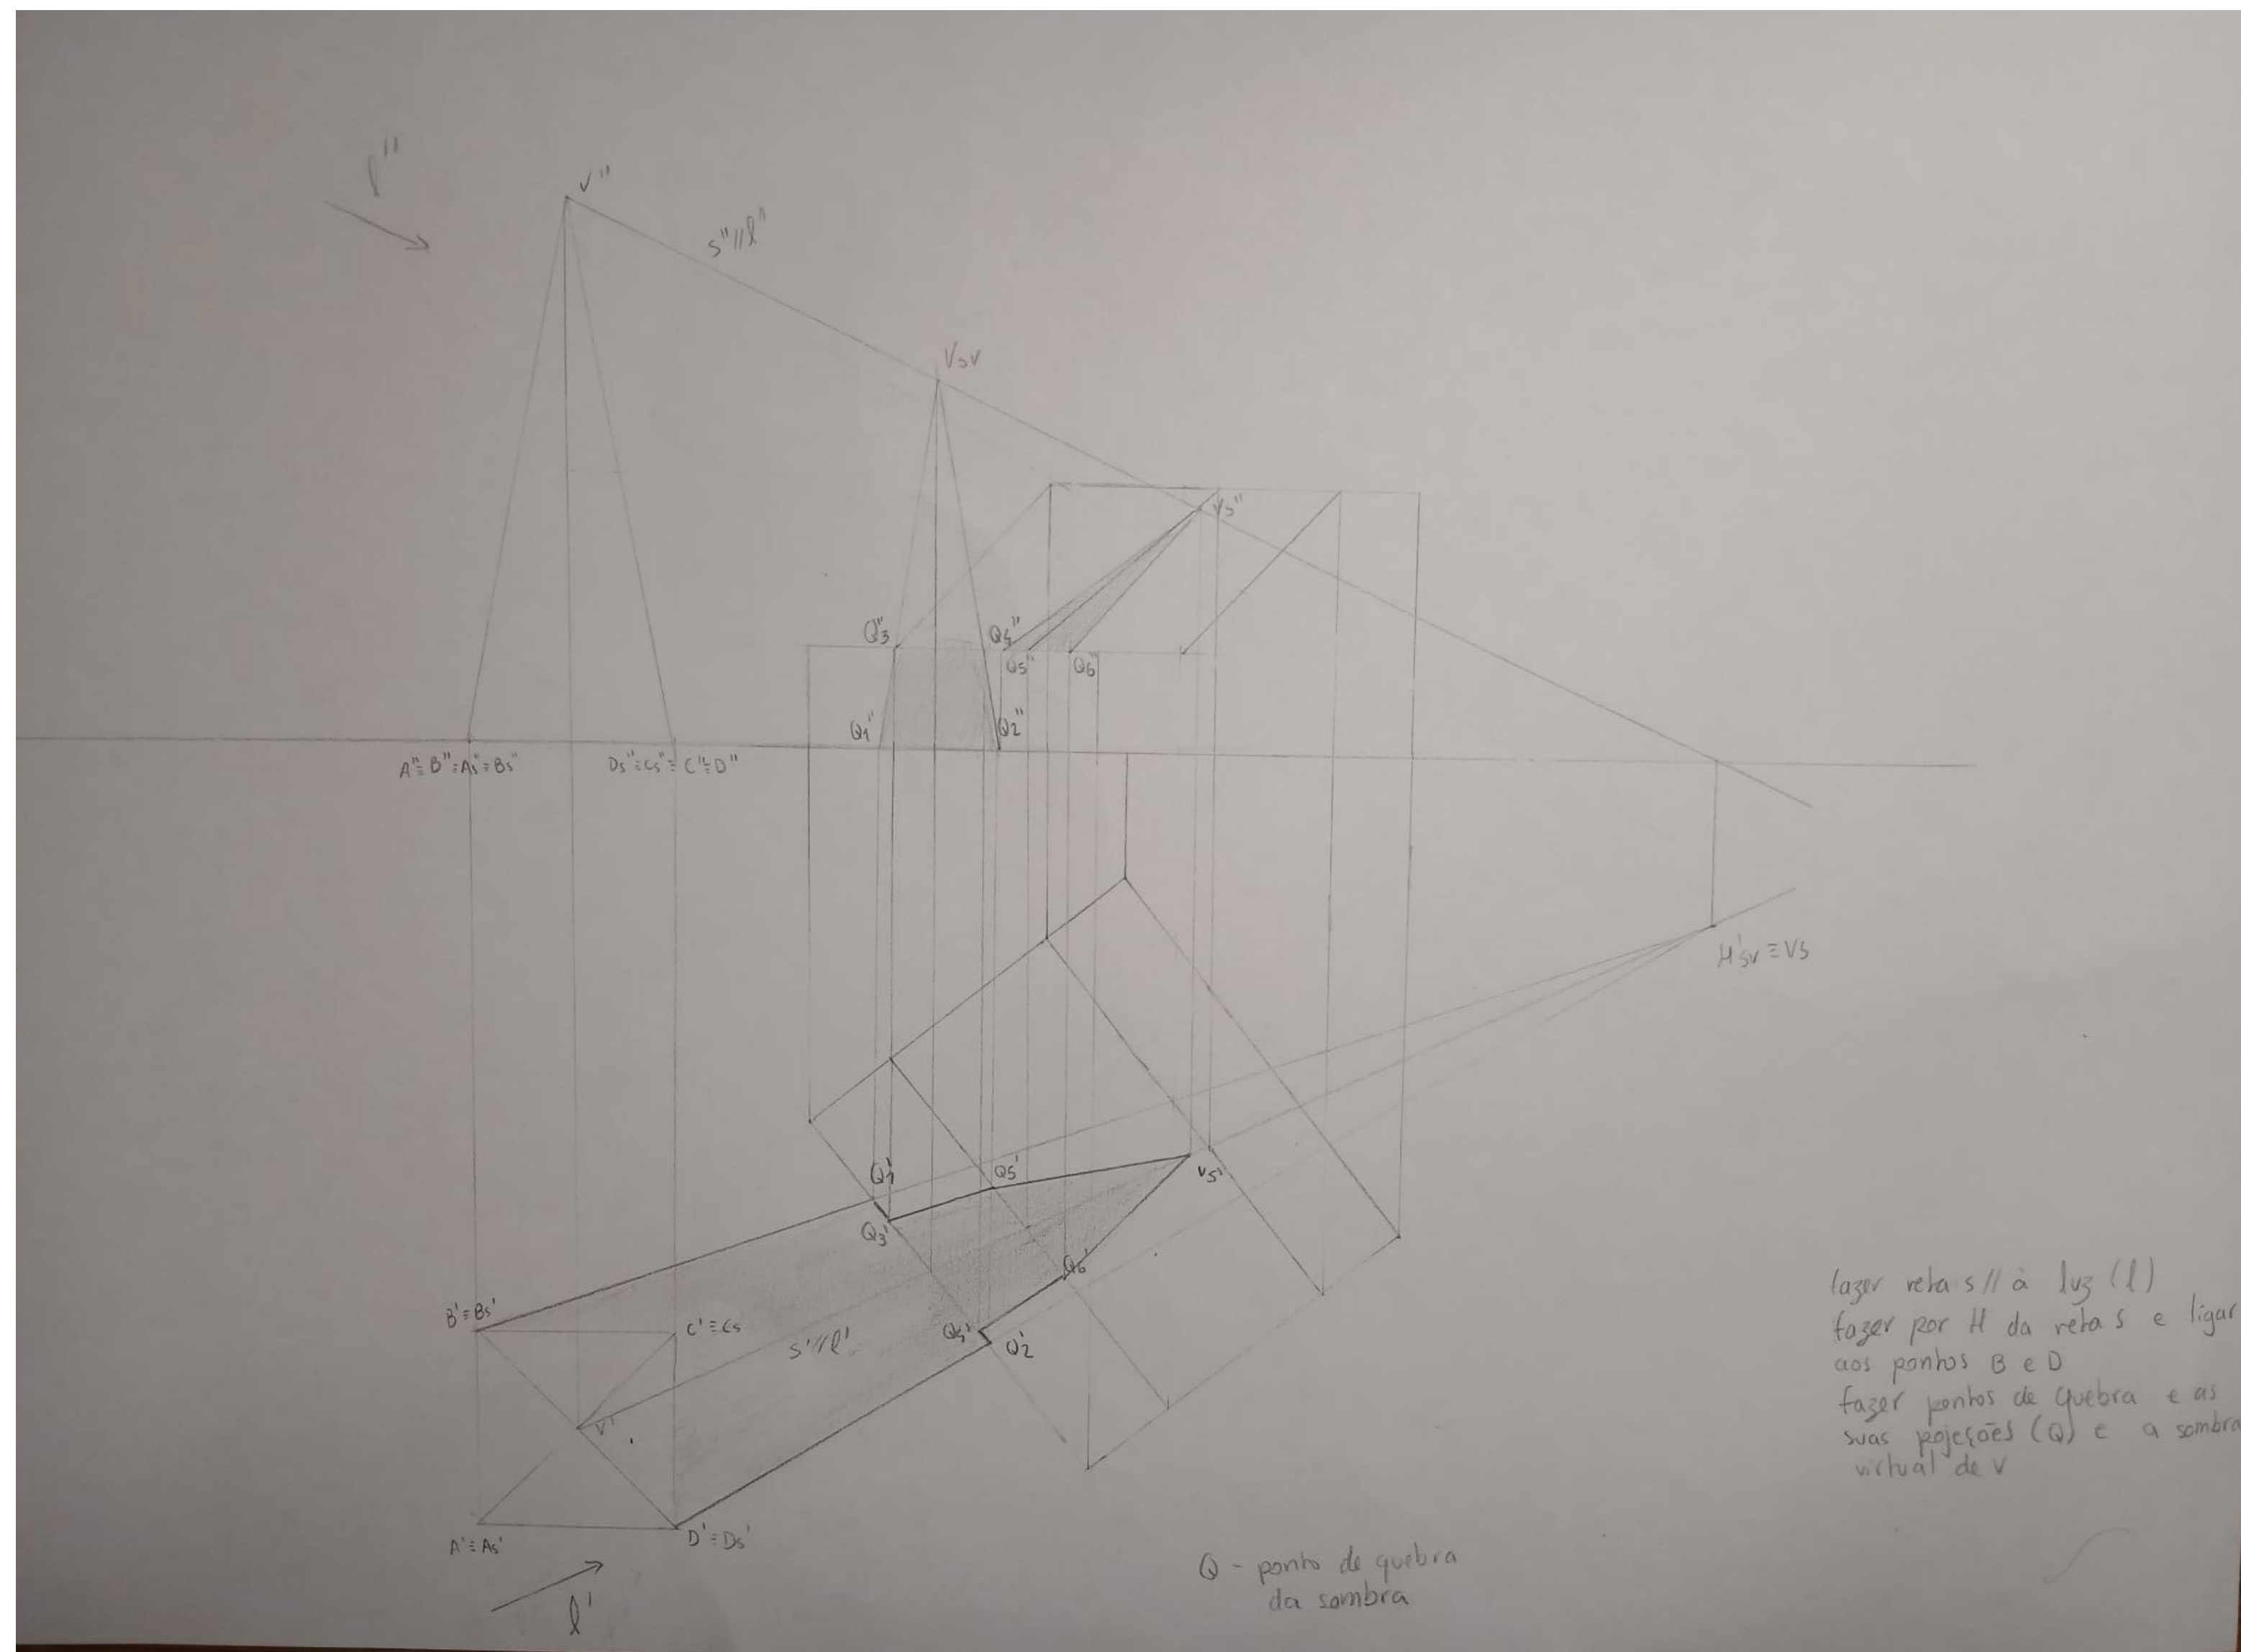 l''
V''
s''//l''
Vsv
Vs''
Q3''
Q4''
Q5''
Q6''
Q1''
Q2''
A''≡B''≡As''≡Bs''
Ds''≡Cs''≡C''≡D''
H'sv≡Vs
Q1'
Q5'
Vs'
Q3'
Q6'
B'≡Bs'
C'≡Cs
s'//l'
Q4'
Q2'
V'
A'≡As'
D'≡Ds'
l'
fazer reta s // à luz (l)
fazer por H da reta s e ligar
aos pontos B e D
fazer pontos de quebra e as
suas pojeções (Q) e a sombra
virtual de V
Q - ponto de quebra
da sombra